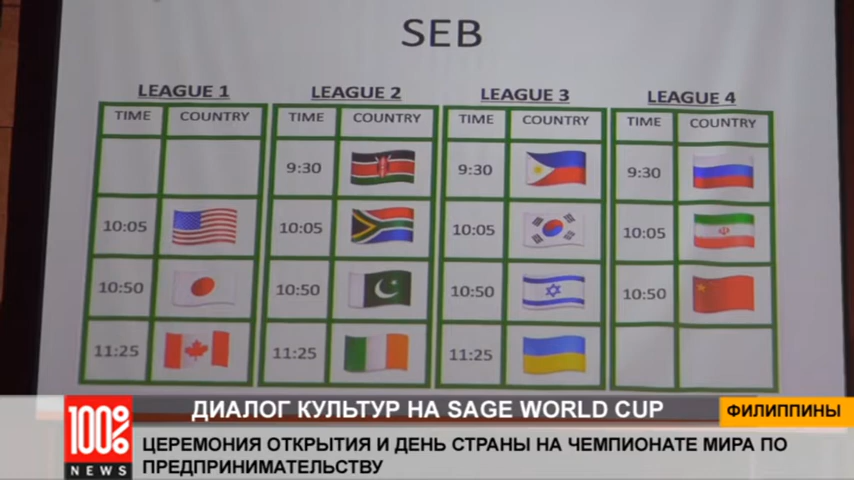 SEB
LEAGUE 1 LEAGUE 2 LEAGUE 3 LEAGUE 4
TIME COUNTRY TIME COUNTRY TIME COUNTRY TIME COUNTRY
9:30 9:30 9:30
10:05 10:05 10:05 10:05
10:50 10:50 10:50 10:50
11:25 11:25 11:25
ДИАЛОГ КУЛЬТУР НА SAGE WORLD CUP
ФИЛИППИНЫ
100%
NEWS
ЦЕРЕМОНИЯ ОТКРЫТИЯ И ДЕНЬ СТРАНЫ НА ЧЕМПИОНАТЕ МИРА ПО
ПРЕДПРИНИМАТЕЛЬСТВУ